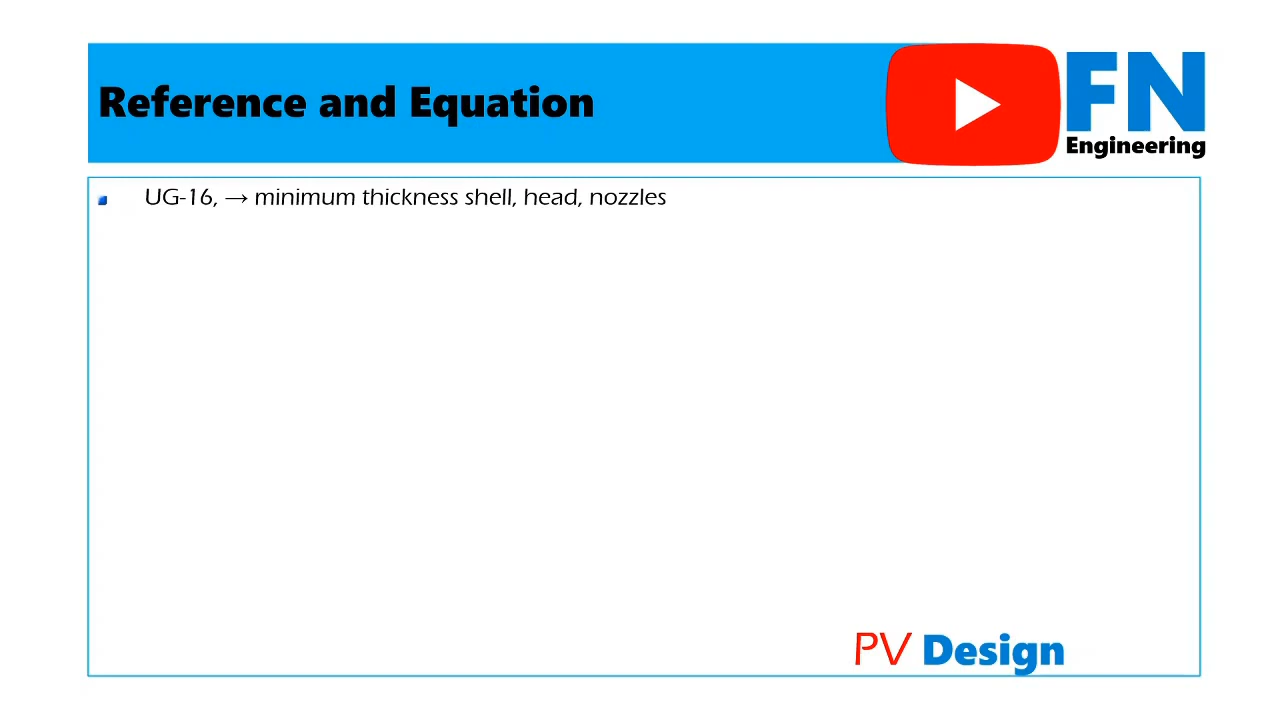 Reference and Equation
FN
Engineering
UG-16, → minimum thickness shell, head, nozzles
PV Design